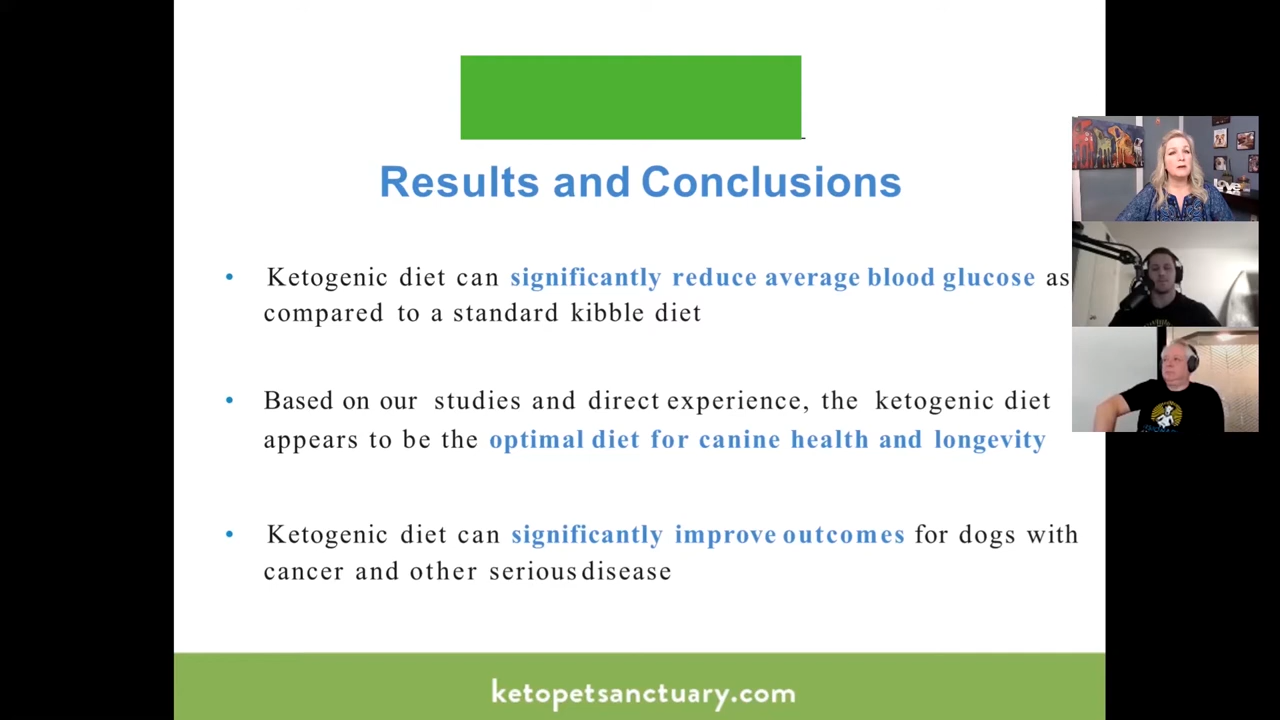 Results and Conclusions
• Ketogenic diet can significantly reduce average blood glucose as
compared to a standard kibble diet
• Based on our studies and direct experience, the ketogenic diet
appears to be the optimal diet for canine health and longevity
• Ketogenic diet can significantly improve outcomes for dogs with
cancer and other serious disease
ketopetsanctuary.com
love